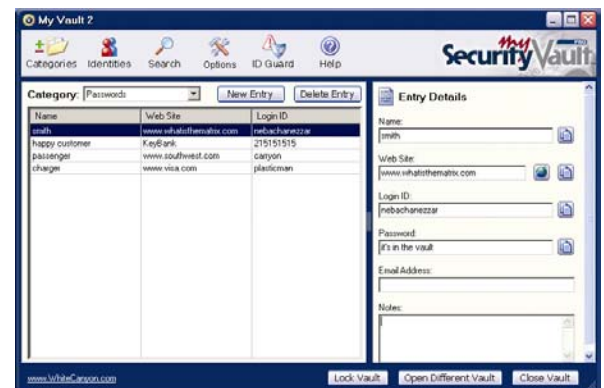 My Vault 2
Categories Identities Search Options ID Guard Help
my SecurityVault PRO
Category: Passwords New Entry Delete Entry
Name Web Site Login ID
smith www.whatisthematrix.com nebachanezzar
happy customer KeyBank 215151515
passenger www.southwest.com canyon
charger www.visa.com plasticman
Entry Details
Name:
smith
Web Site:
www.whatisthematrix.com
Login ID:
nebachanezzar
Password:
it's in the vault
Email Address:
Notes:
www.WhiteCanyon.com Lock Vault Open Different Vault Close Vault